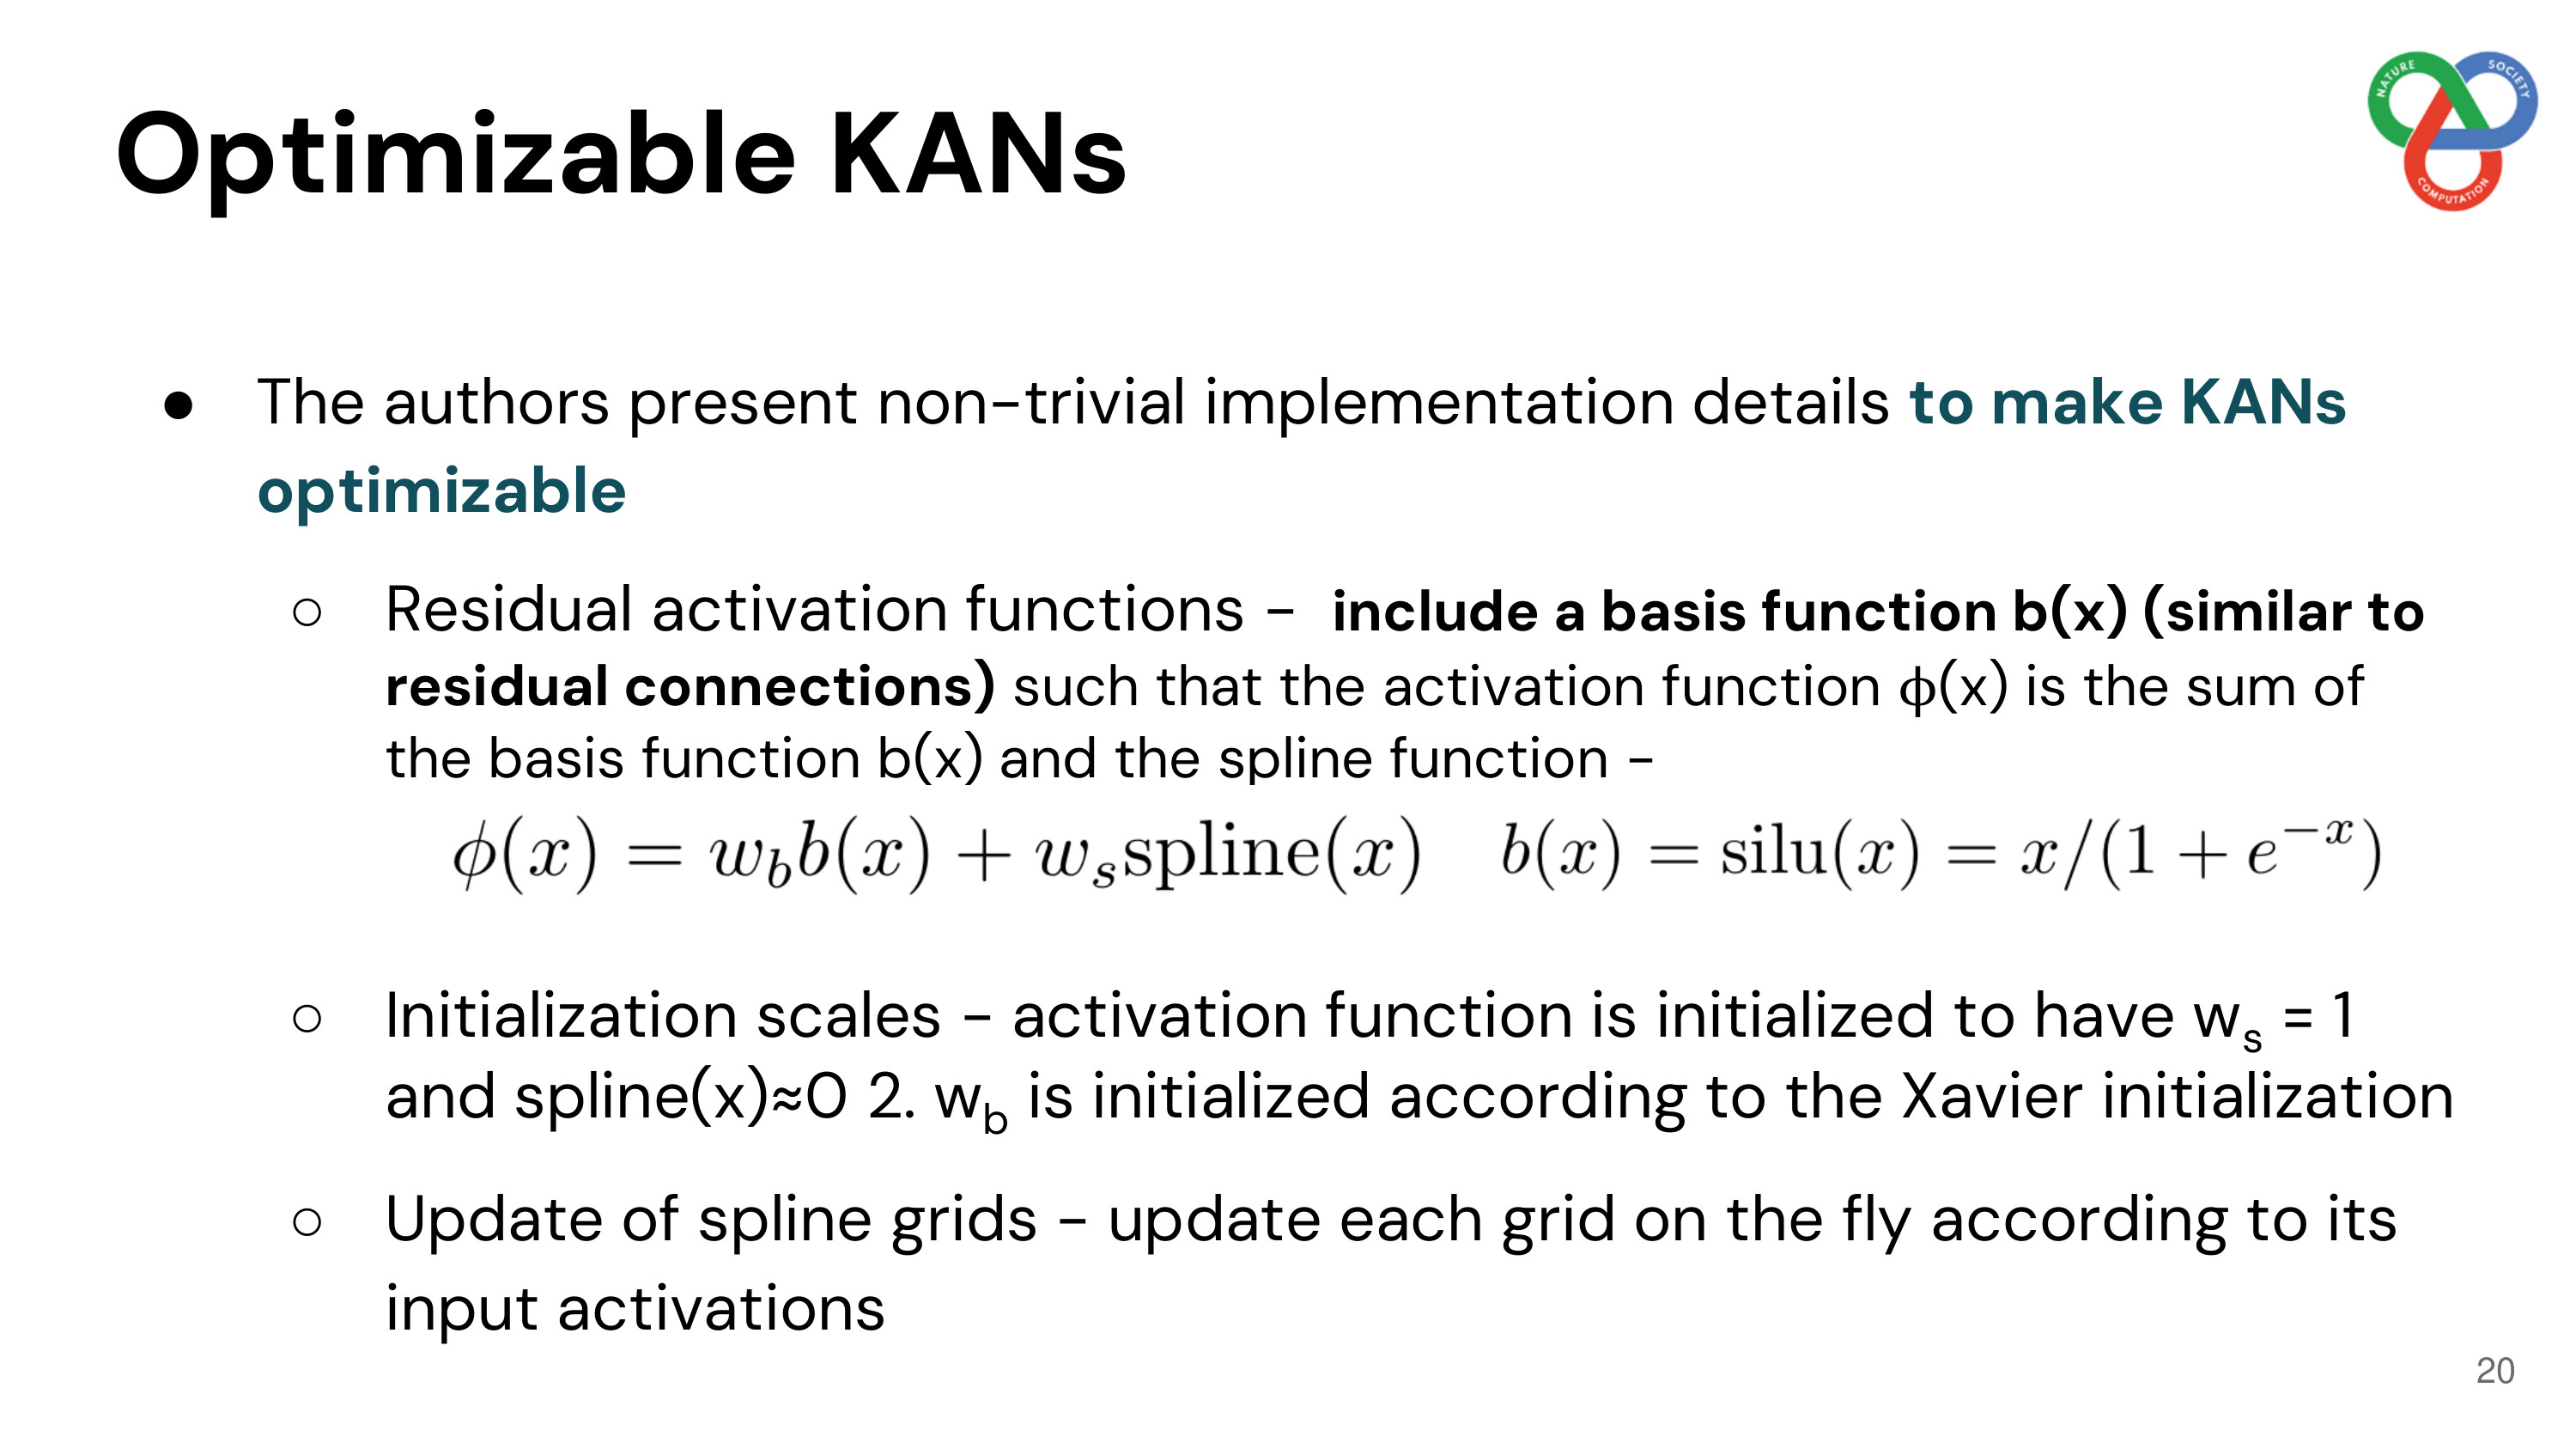 Optimizable KANs
NATURE
SOCIETY
COMPUTATION
● The authors present non-trivial implementation details to make KANs
optimizable
○ Residual activation functions - include a basis function b(x) (similar to
residual connections) such that the activation function ϕ(x) is the sum of
the basis function b(x) and the spline function -
ϕ(x) = w_b b(x) + w_s spline(x) b(x) = silu(x) = x/(1 + e^{-x})
○ Initialization scales - activation function is initialized to have w_s = 1
and spline(x)≈0 2. w_b is initialized according to the Xavier initialization
○ Update of spline grids - update each grid on the fly according to its
input activations
20